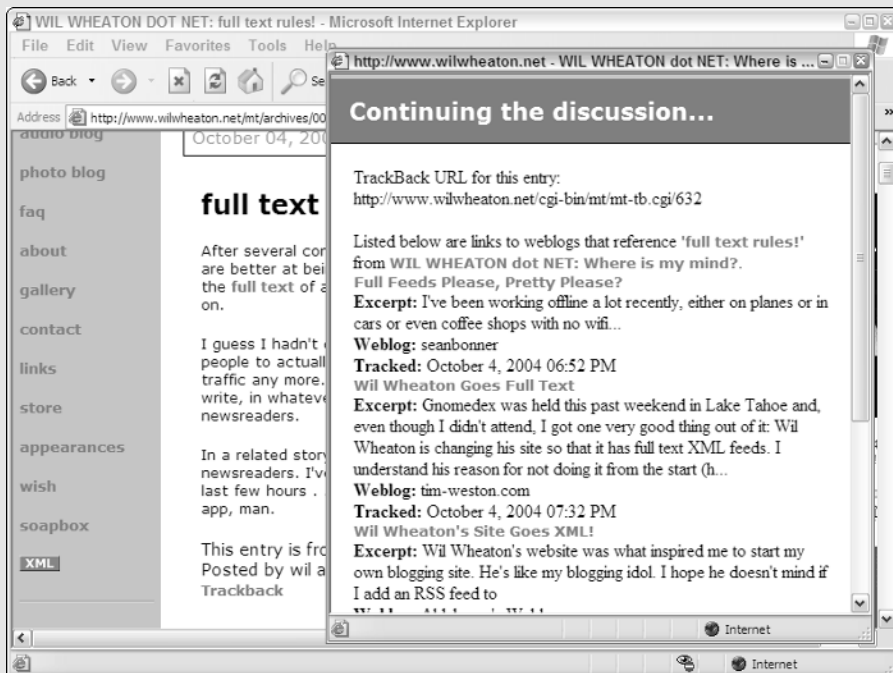 WIL WHEATON DOT NET: full text rules! - Microsoft Internet Explorer
File Edit View Favorites Tools Help
Back
Address http://www.wilwheaton.net/mt/archives/00
audio blog
photo blog
faq
about
gallery
contact
links
store
appearances
wish
soapbox
XML
October 04, 200
full text
After several con
are better at bei
the full text of a
on.
I guess I hadn't
people to actuall
traffic any more.
write, in whateve
newsreaders.
In a related story
newsreaders. I've
last few hours . .
app, man.
This entry is fro
Posted by wil a
Trackback
Internet
http://www.wilwheaton.net - WIL WHEATON dot NET: Where is ...
Continuing the discussion...
TrackBack URL for this entry:
http://www.wilwheaton.net/cgi-bin/mt/mt-tb.cgi/632
Listed below are links to weblogs that reference 'full text rules!'
from WIL WHEATON dot NET: Where is my mind?.
Full Feeds Please, Pretty Please?
Excerpt: I've been working offline a lot recently, either on planes or in
cars or even coffee shops with no wifi...
Weblog: seanbonner
Tracked: October 4, 2004 06:52 PM
Wil Wheaton Goes Full Text
Excerpt: Gnomedex was held this past weekend in Lake Tahoe and,
even though I didn't attend, I got one very good thing out of it: Wil
Wheaton is changing his site so that it has full text XML feeds. I
understand his reason for not doing it from the start (h...
Weblog: tim-weston.com
Tracked: October 4, 2004 07:32 PM
Wil Wheaton's Site Goes XML!
Excerpt: Wil Wheaton's website was what inspired me to start my
own blogging site. He's like my blogging idol. I hope he doesn't mind if
I add an RSS feed to
Internet